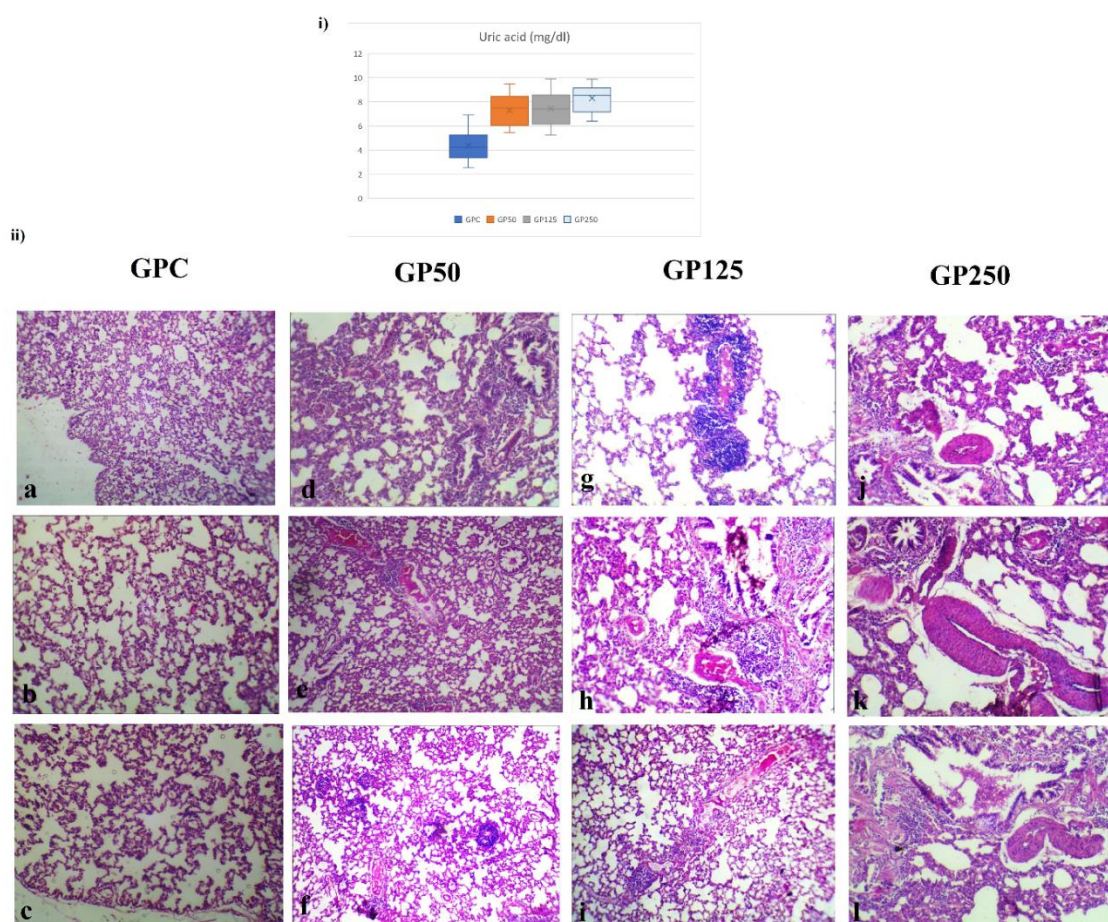 i)
Uric acid (mg/dl)
12
10
8
6
4
2
0
GPC GP50 GP125 GP250
ii)
GPC GP50 GP125 GP250
a d g j
b e h k
c f i l